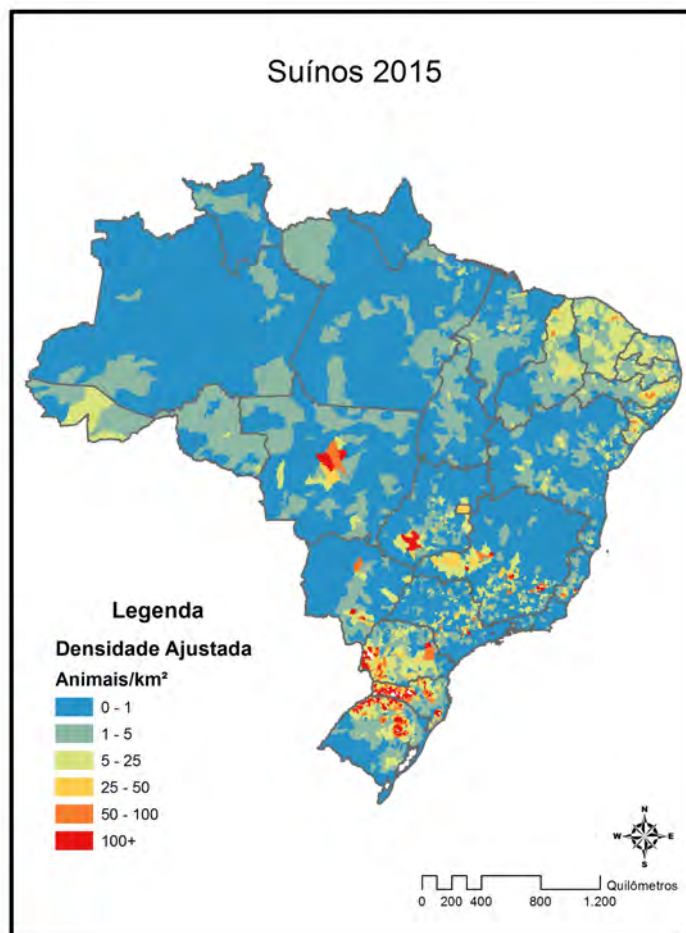 Suínos 2015
Legenda
Densidade Ajustada
Animais/km²
0 - 1
1 - 5
5 - 25
25 - 50
50 - 100
100+
N
W
E
S
Quilômetros
0 200 400 800 1.200